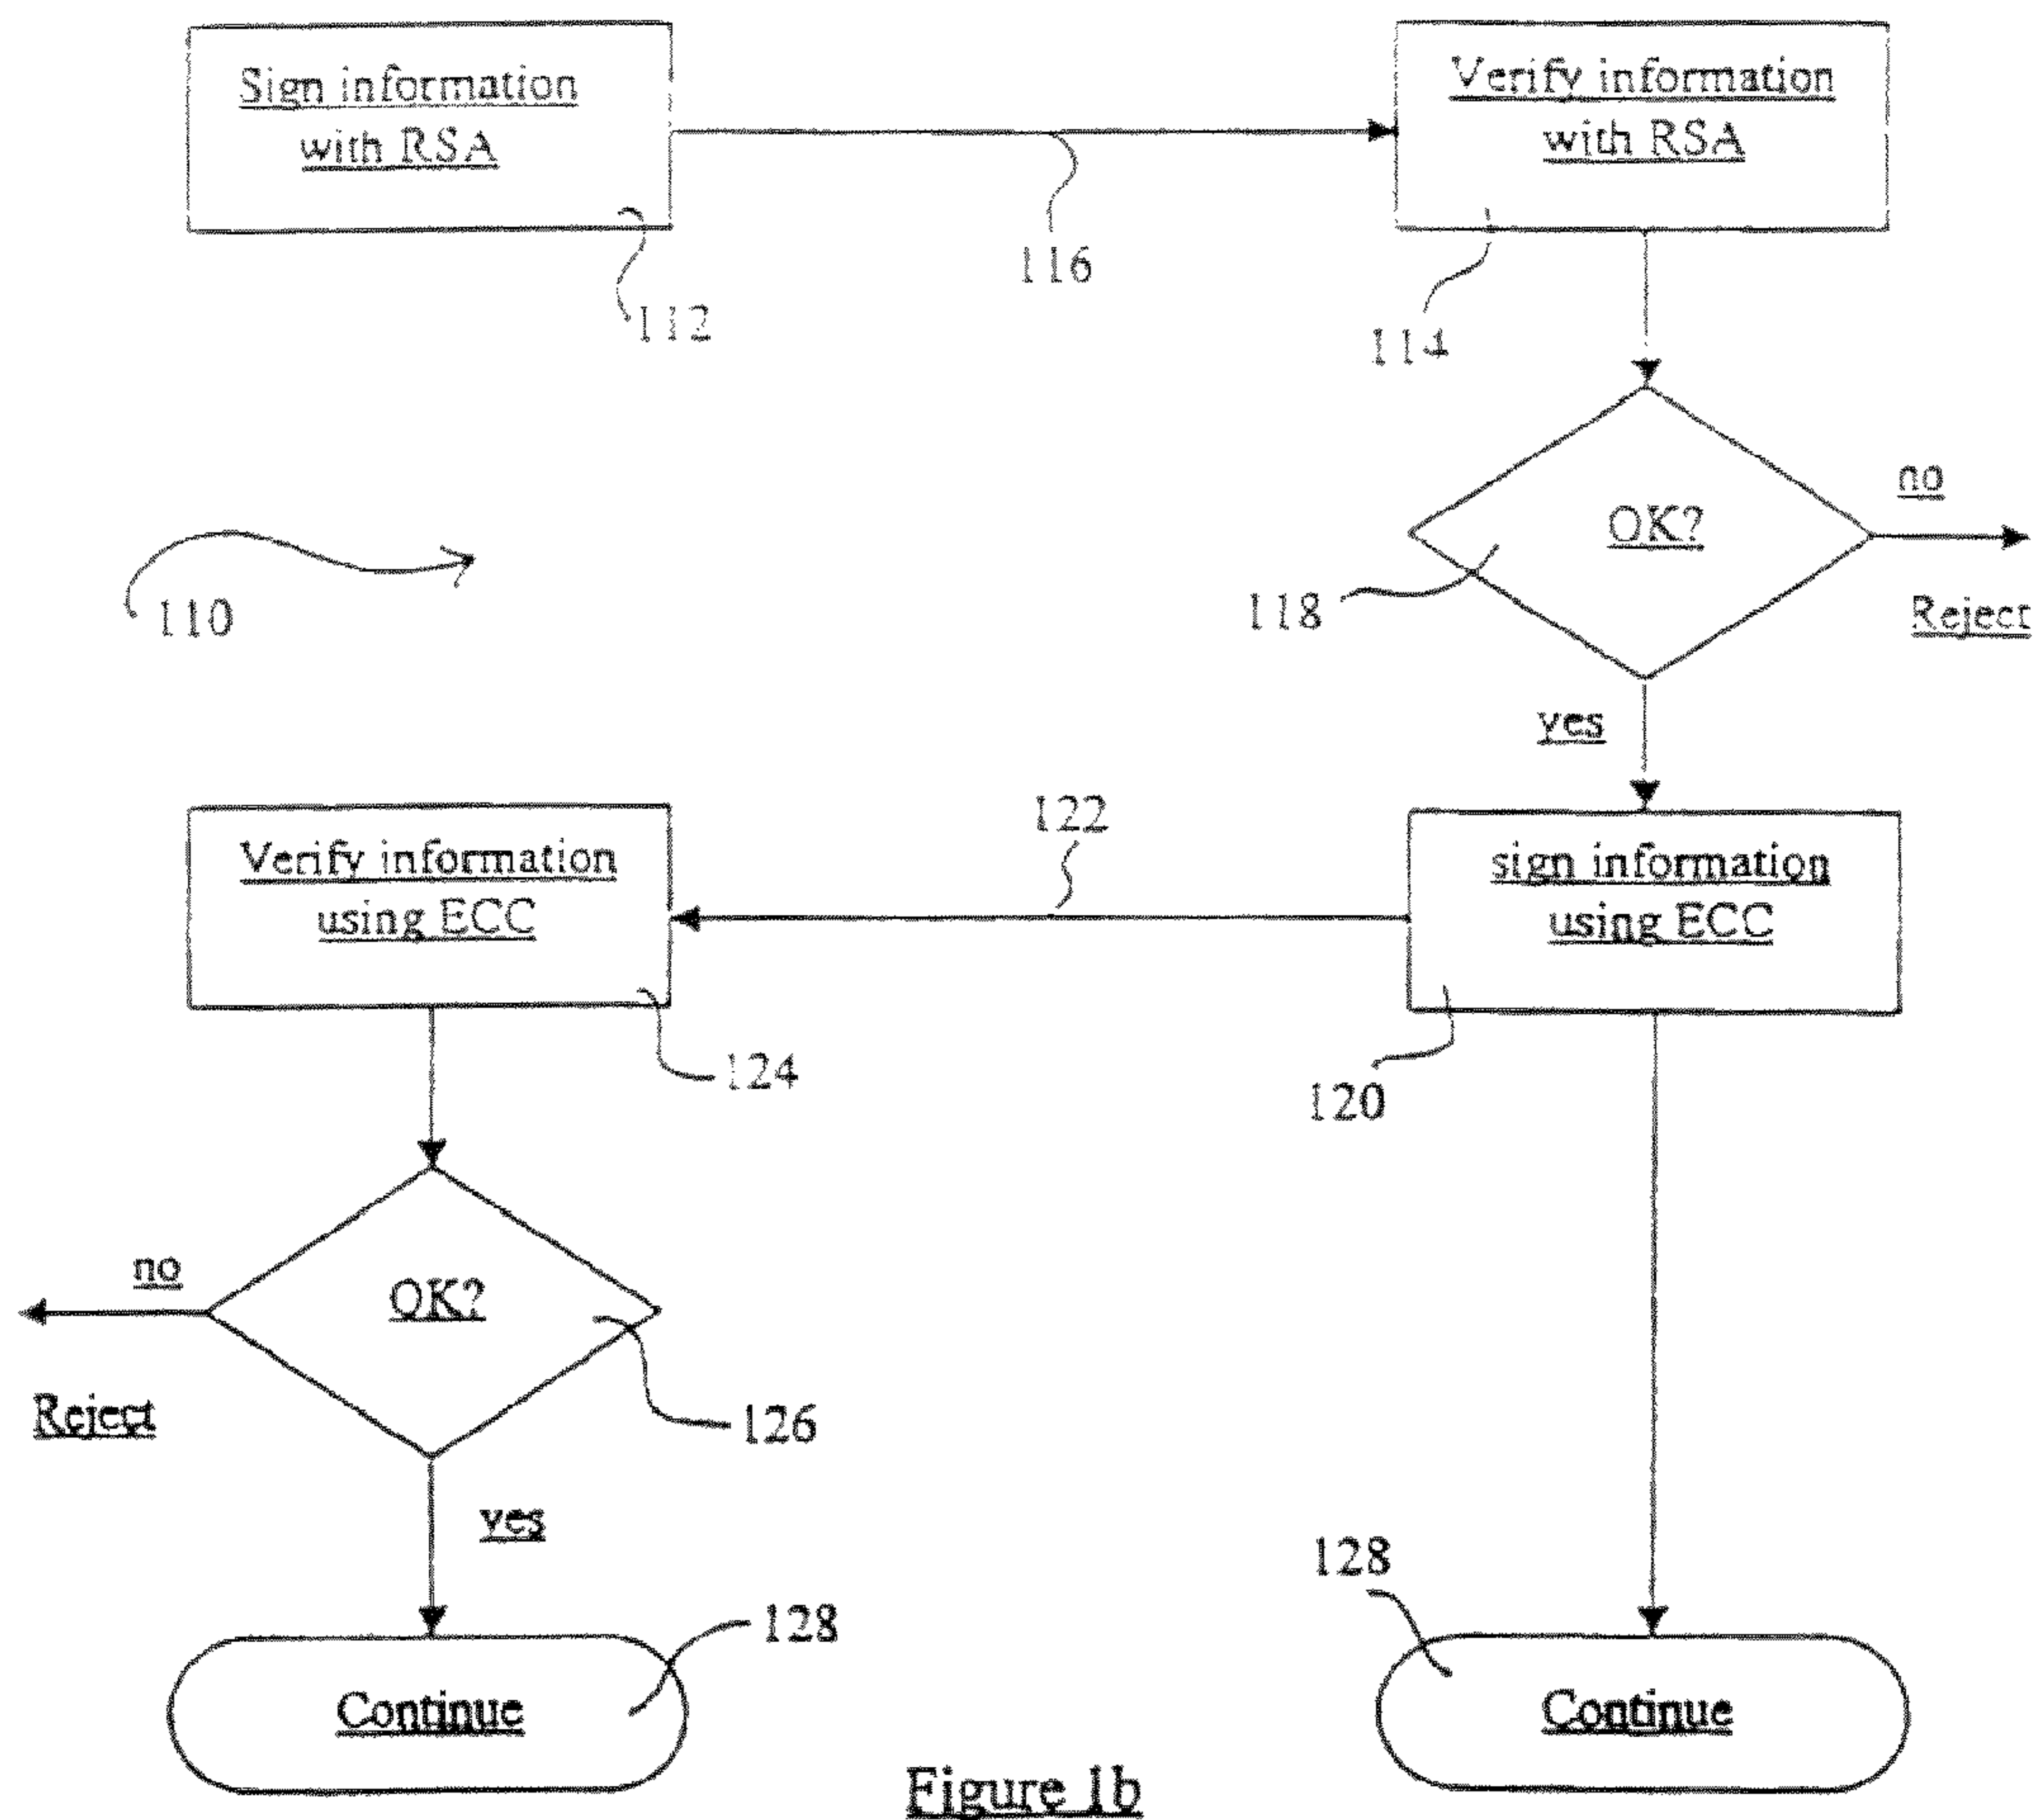 Sign information
with RSA
Verify information
with RSA
116
112
114
no
OK?
118
Reject
110
yes
122
Verify information
using ECC
sign information
using ECC
124
120
no
OK?
Reject
126
yes
128
128
Continue
Continue
Figure 1b